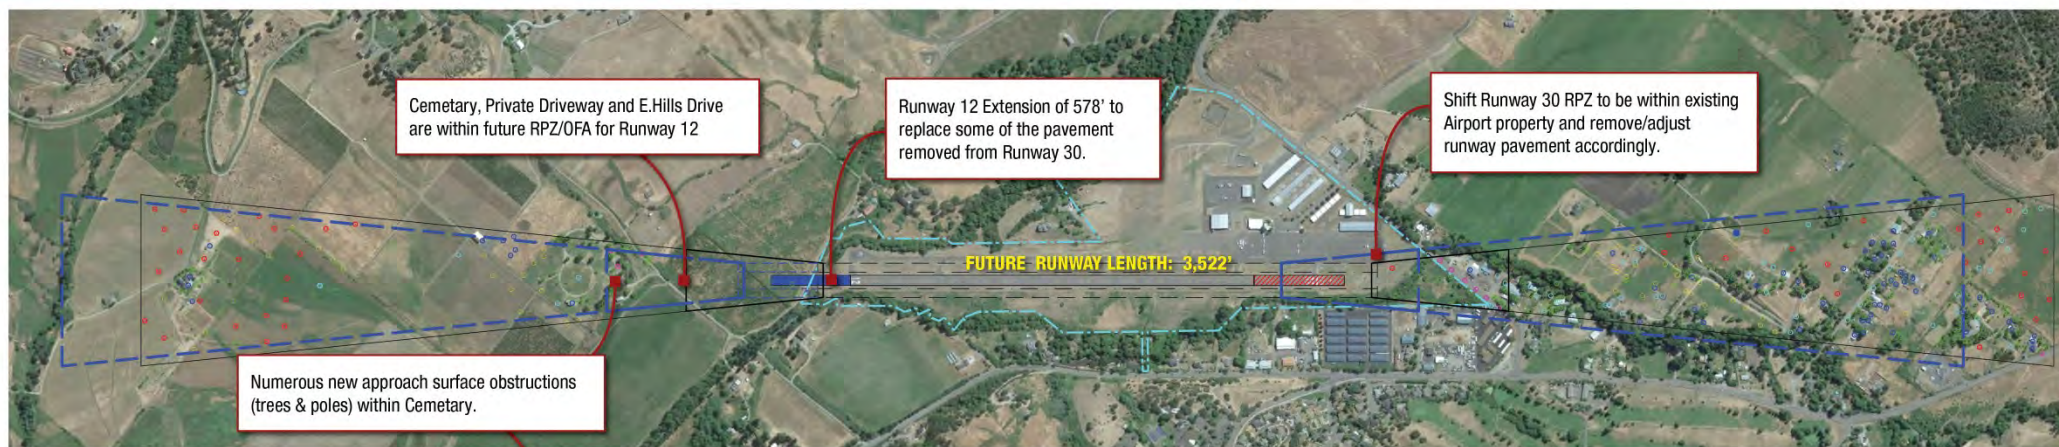 Cemetary, Private Driveway and E.Hills Drive
are within future RPZ/OFA for Runway 12
Runway 12 Extension of 578' to
replace some of the pavement
removed from Runway 30.
Shift Runway 30 RPZ to be within existing
Airport property and remove/adjust
runway pavement accordingly.
FUTURE RUNWAY LENGTH: 3,522'
Numerous new approach surface obstructions
(trees & poles) within Cemetary.